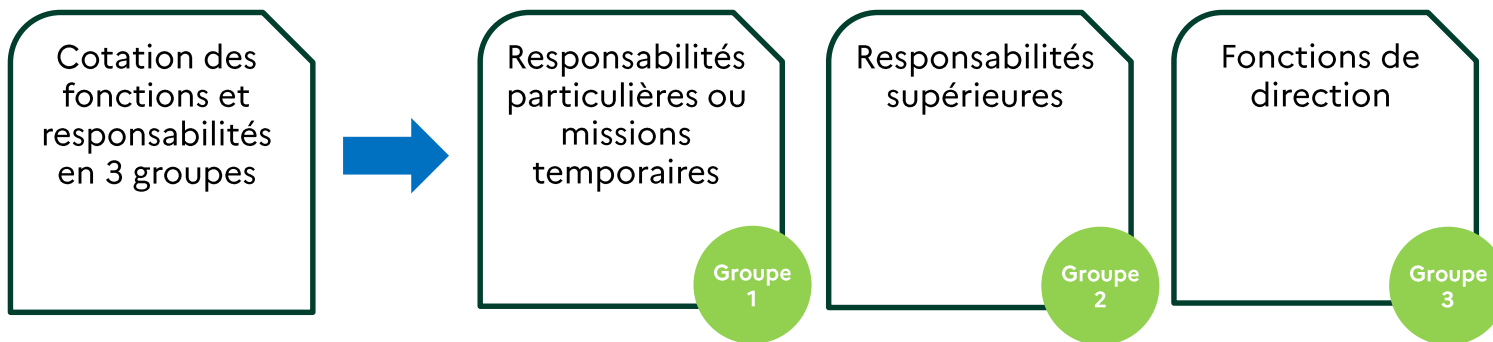 Cotation des
fonctions et
responsabilités
en 3 groupes
Responsabilités
particulières ou
missions
temporaires
Groupe
1
Responsabilités
supérieures
Groupe
2
Fonctions de
direction
Groupe
3